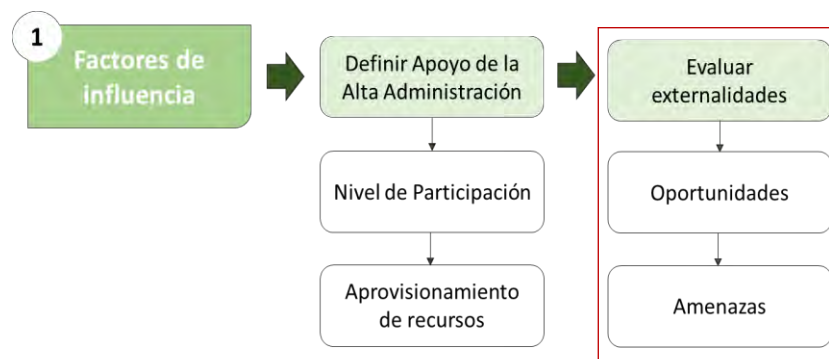 1
Factores de
influencia
Definir Apoyo de la
Alta Administración
Nivel de Participación
Aprovisionamiento
de recursos
Evaluar
externalidades
Oportunidades
Amenazas